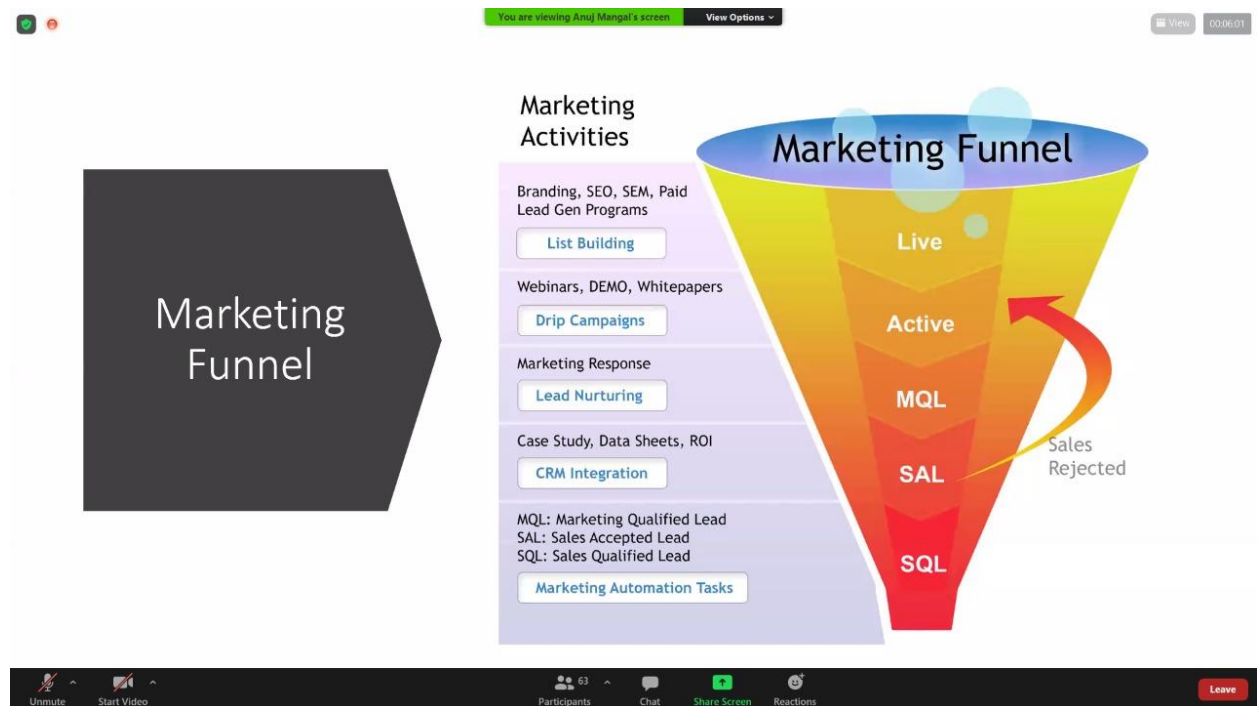 You are viewing Anuj Mangal's screen
View Options
View
00:06:01
Marketing
Funnel
Marketing
Activities
Branding, SEO, SEM, Paid
Lead Gen Programs
List Building
Webinars, DEMO, Whitepapers
Drip Campaigns
Marketing Response
Lead Nurturing
Case Study, Data Sheets, ROI
CRM Integration
MQL: Marketing Qualified Lead
SAL: Sales Accepted Lead
SQL: Sales Qualified Lead
Marketing Automation Tasks
Marketing Funnel
Live
Active
MQL
SAL
SQL
Sales
Rejected
Unmute
Start Video
63
Participants
Chat
Share Screen
Reactions
Leave